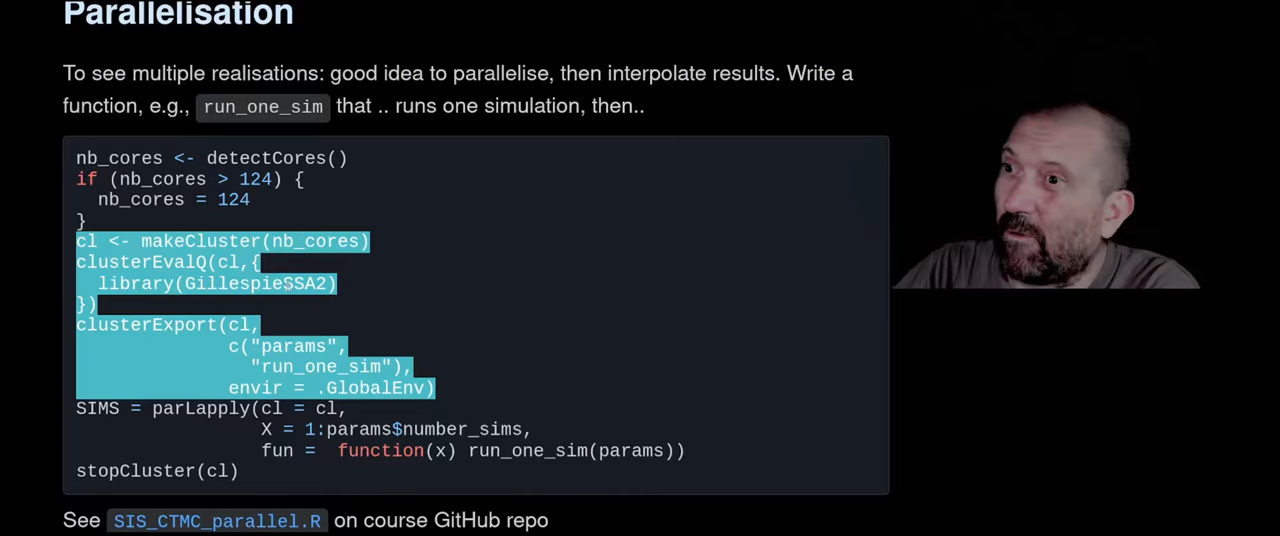 Parallelisation
To see multiple realisations: good idea to parallelise, then interpolate results. Write a
function, e.g., run_one_sim that .. runs one simulation, then..
nb_cores <- detectCores()
if (nb_cores > 124) {
  nb_cores = 124
}
cl <- makeCluster(nb_cores)
clusterEvalQ(cl,{
  library(GillespieSSA2)
})
clusterExport(cl,
              c("params",
                "run_one_sim"),
              envir = .GlobalEnv)
SIMS = parLapply(cl = cl,
                 X = 1:params$number_sims,
                 fun =  function(x) run_one_sim(params))
stopCluster(cl)
See SIS_CTMC_parallel.R on course GitHub repo